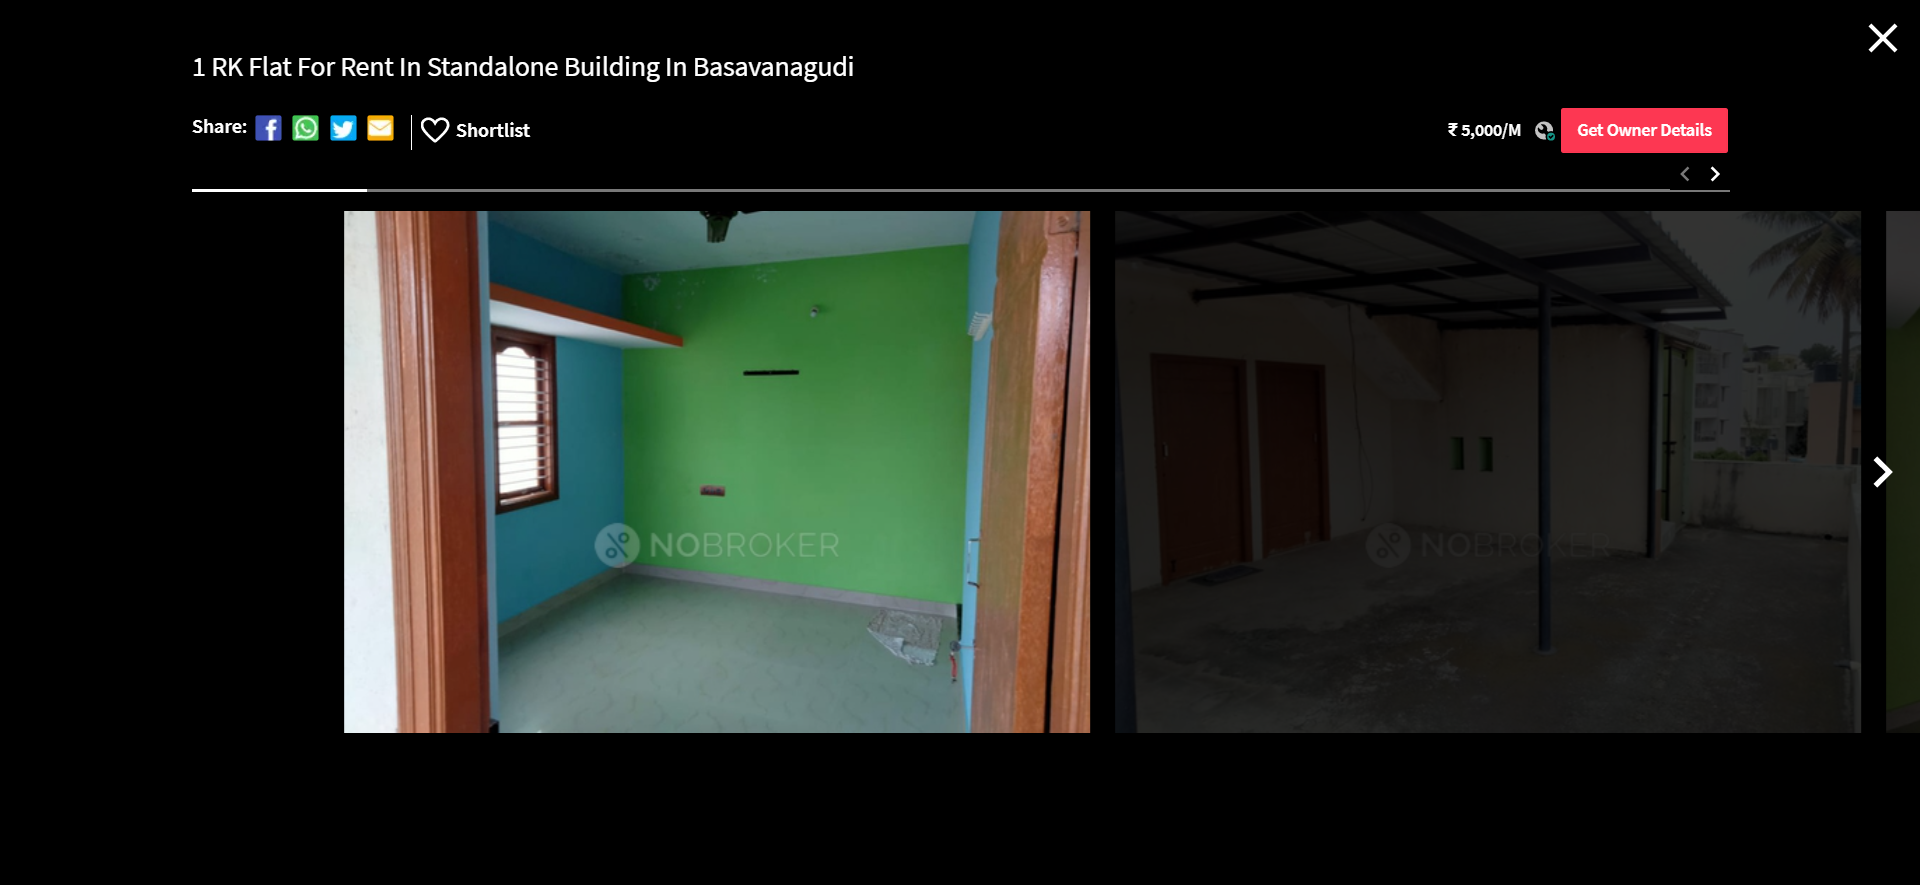 1 RK Flat For Rent In Standalone Building In Basavanagudi
Share:
Shortlist
₹ 5,000/M
Get Owner Details
NOBROKER
NOBROKER